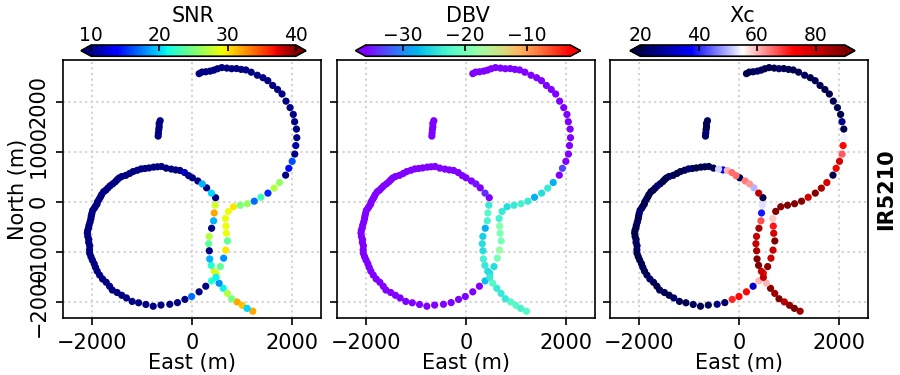 SNR DBV Xc
10 20 30 40 −30 −20 −10 20 40 60 80
North (m)
2000
1000
0
−1000
−2000
−2000 0 2000 −2000 0 2000 −2000 0 2000
East (m) East (m) East (m)
IR5210